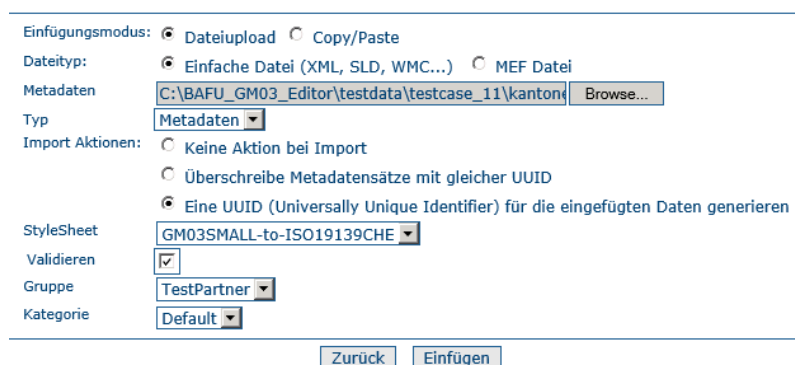 Einfügungsmodus: Dateiupload Copy/Paste
Dateityp: Einfache Datei (XML, SLD, WMC...) MEF Datei
Metadaten C:\BAFU_GM03_Editor\testdata\testcase_11\kantone Browse...
Typ Metadaten
Import Aktionen: Keine Aktion bei Import
Überschreibe Metadatensätze mit gleicher UUID
Eine UUID (Universally Unique Identifier) für die eingefügten Daten generieren
StyleSheet GM03SMALL-to-ISO19139CHE
Validieren
Gruppe TestPartner
Kategorie Default
Zurück Einfügen